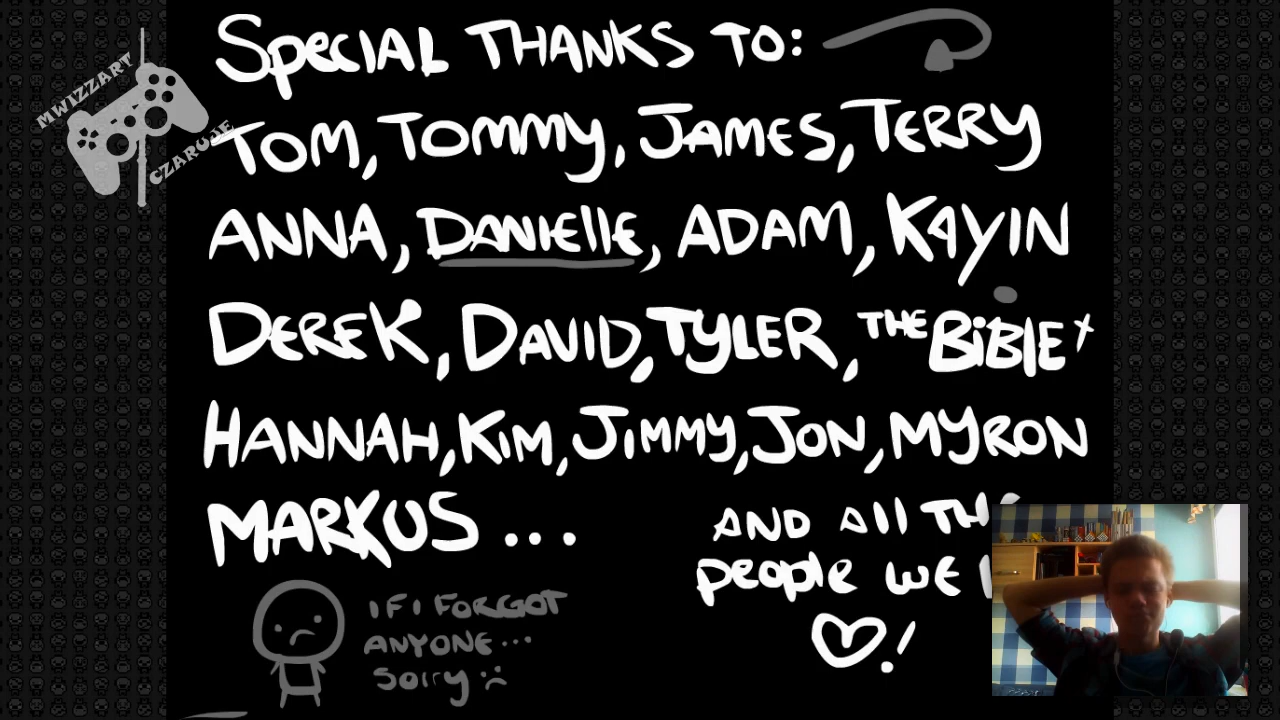 MWIZZART
CZARUJE
Special THANKS TO:
TOM, TOMMY, JAMES, TERRY
ANNA, DANIElle, ADAM, KAYIN
DEREK, DAVID, TYLER, THE BiBlE
HANNAH, KiM, JiMMY, JON, MYRON
MARKUS...
AND All
people WE
!
IF I FORGOT
ANYONE...
Sorry :(